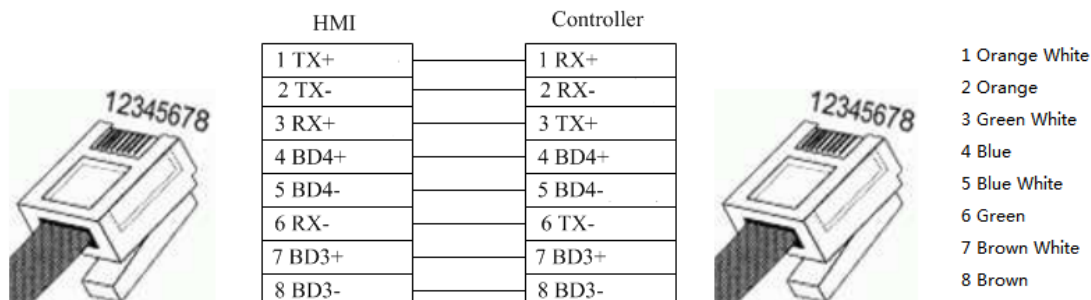 HMI
Controller
1 TX+
1 RX+
1 Orange White
2 TX-
2 RX-
2 Orange
12345678
3 RX+
3 TX+
12345678
3 Green White
4 BD4+
4 BD4+
4 Blue
5 BD4-
5 BD4-
5 Blue White
6 RX-
6 TX-
6 Green
7 BD3+
7 BD3+
7 Brown White
8 BD3-
8 BD3-
8 Brown